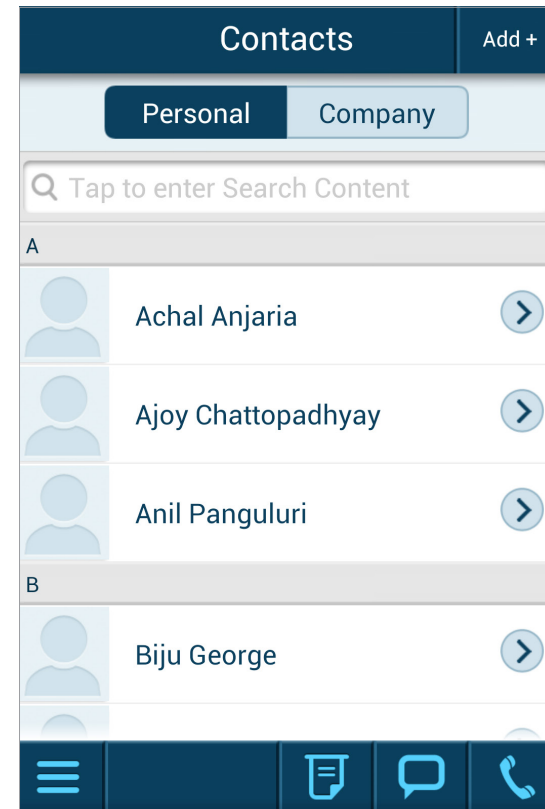 Contacts
Add +
Personal
Company
Tap to enter Search Content
A
Achal Anjaria
Ajoy Chattopadhyay
Anil Panguluri
B
Biju George